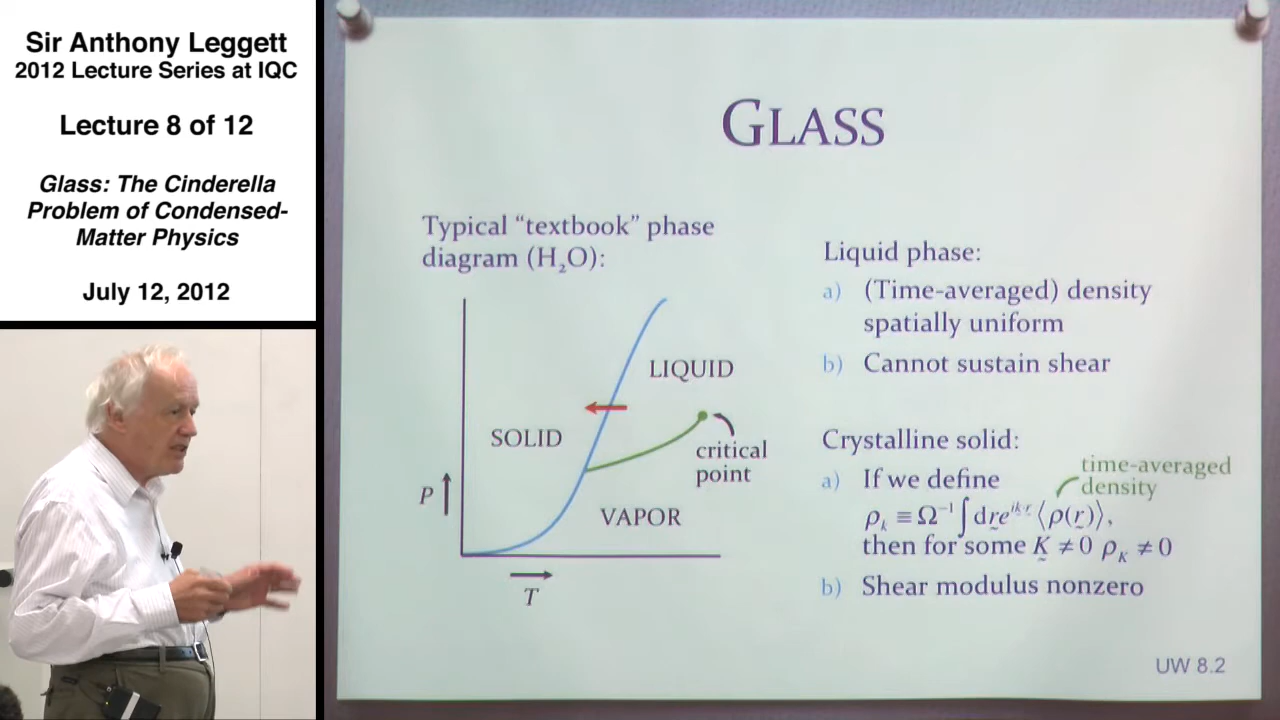 Sir Anthony Leggett
2012 Lecture Series at IQC
Lecture 8 of 12
Glass: The Cinderella
Problem of Condensed-
Matter Physics
July 12, 2012
GLASS
Typical “textbook” phase
diagram (H₂O):
P
SOLID
LIQUID
critical
point
VAPOR
T
Liquid phase:
a) (Time-averaged) density
spatially uniform
b) Cannot sustain shear
Crystalline solid:
time-averaged
density
a) If we define
ρₖ ≡ Ω⁻¹ ∫ dr e^{ik·r} ⟨ρ(r)⟩,
then for some K ≠ 0 ρ_K ≠ 0
b) Shear modulus nonzero
UW 8.2